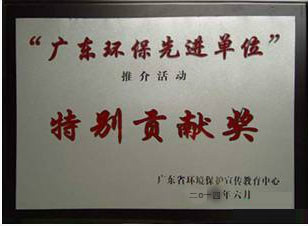 “广东环保先进单位”
推介活动
特别贡献奖
广东省环境保护宣传教育中心
二〇一 年六月